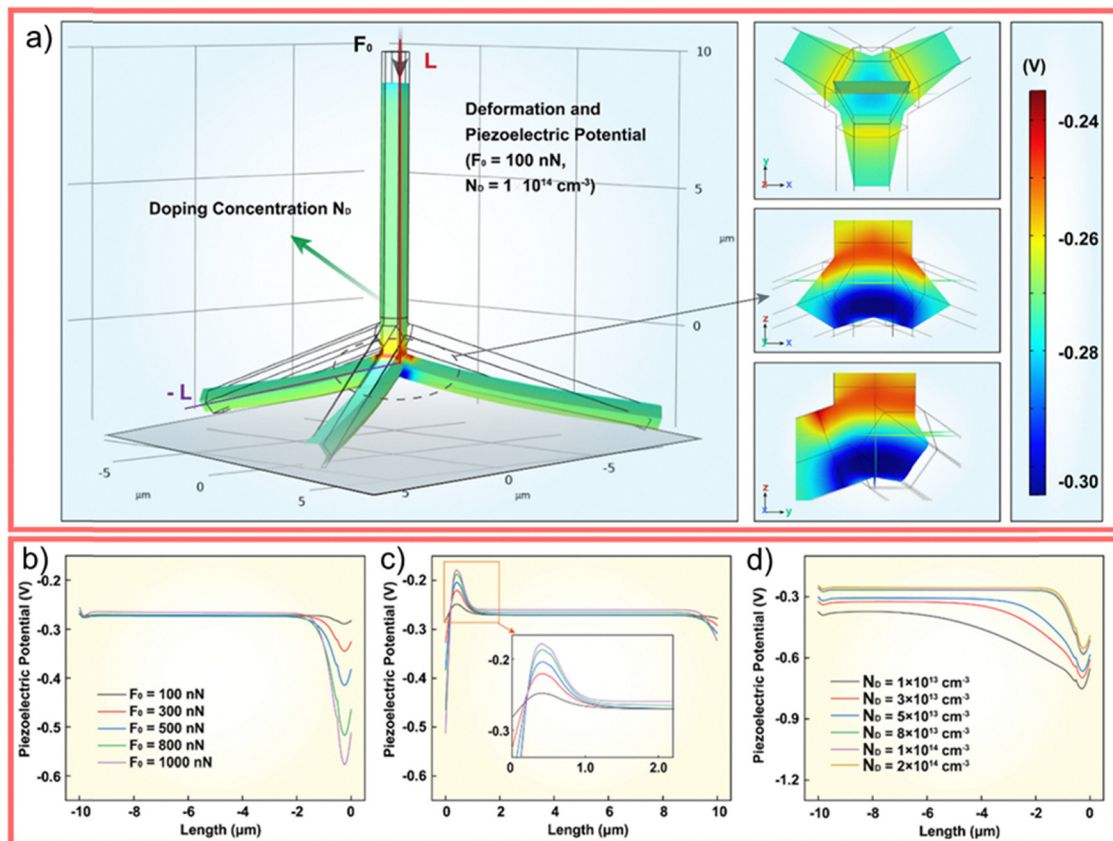 a)
F₀
L
10
Deformation and
Piezoelectric Potential
(F₀ = 100 nN,
N_D = 1 10¹⁴ cm⁻³)
5
μm
Doping Concentration N_D
0
- L
-5
μm
0
5
5
0
μm
-5
y
z
x
z
y
x
z
x
y
(V)
-0.24
-0.26
-0.28
-0.30
b)
Piezoelectric Potential (V)
-0.2
-0.3
-0.4
-0.5
-0.6
F₀ = 100 nN
F₀ = 300 nN
F₀ = 500 nN
F₀ = 800 nN
F₀ = 1000 nN
-10
-8
-6
-4
-2
0
Length (μm)
c)
Piezoelectric Potential (V)
-0.2
-0.3
-0.4
-0.5
-0.6
-0.2
-0.3
0
1.0
2.0
0
2
4
6
8
10
Length (μm)
d)
Piezoelectric Potential (V)
-0.3
-0.6
-0.9
-1.2
N_D = 1×10¹³ cm⁻³
N_D = 3×10¹³ cm⁻³
N_D = 5×10¹³ cm⁻³
N_D = 8×10¹³ cm⁻³
N_D = 1×10¹⁴ cm⁻³
N_D = 2×10¹⁴ cm⁻³
-10
-8
-6
-4
-2
0
Length (μm)